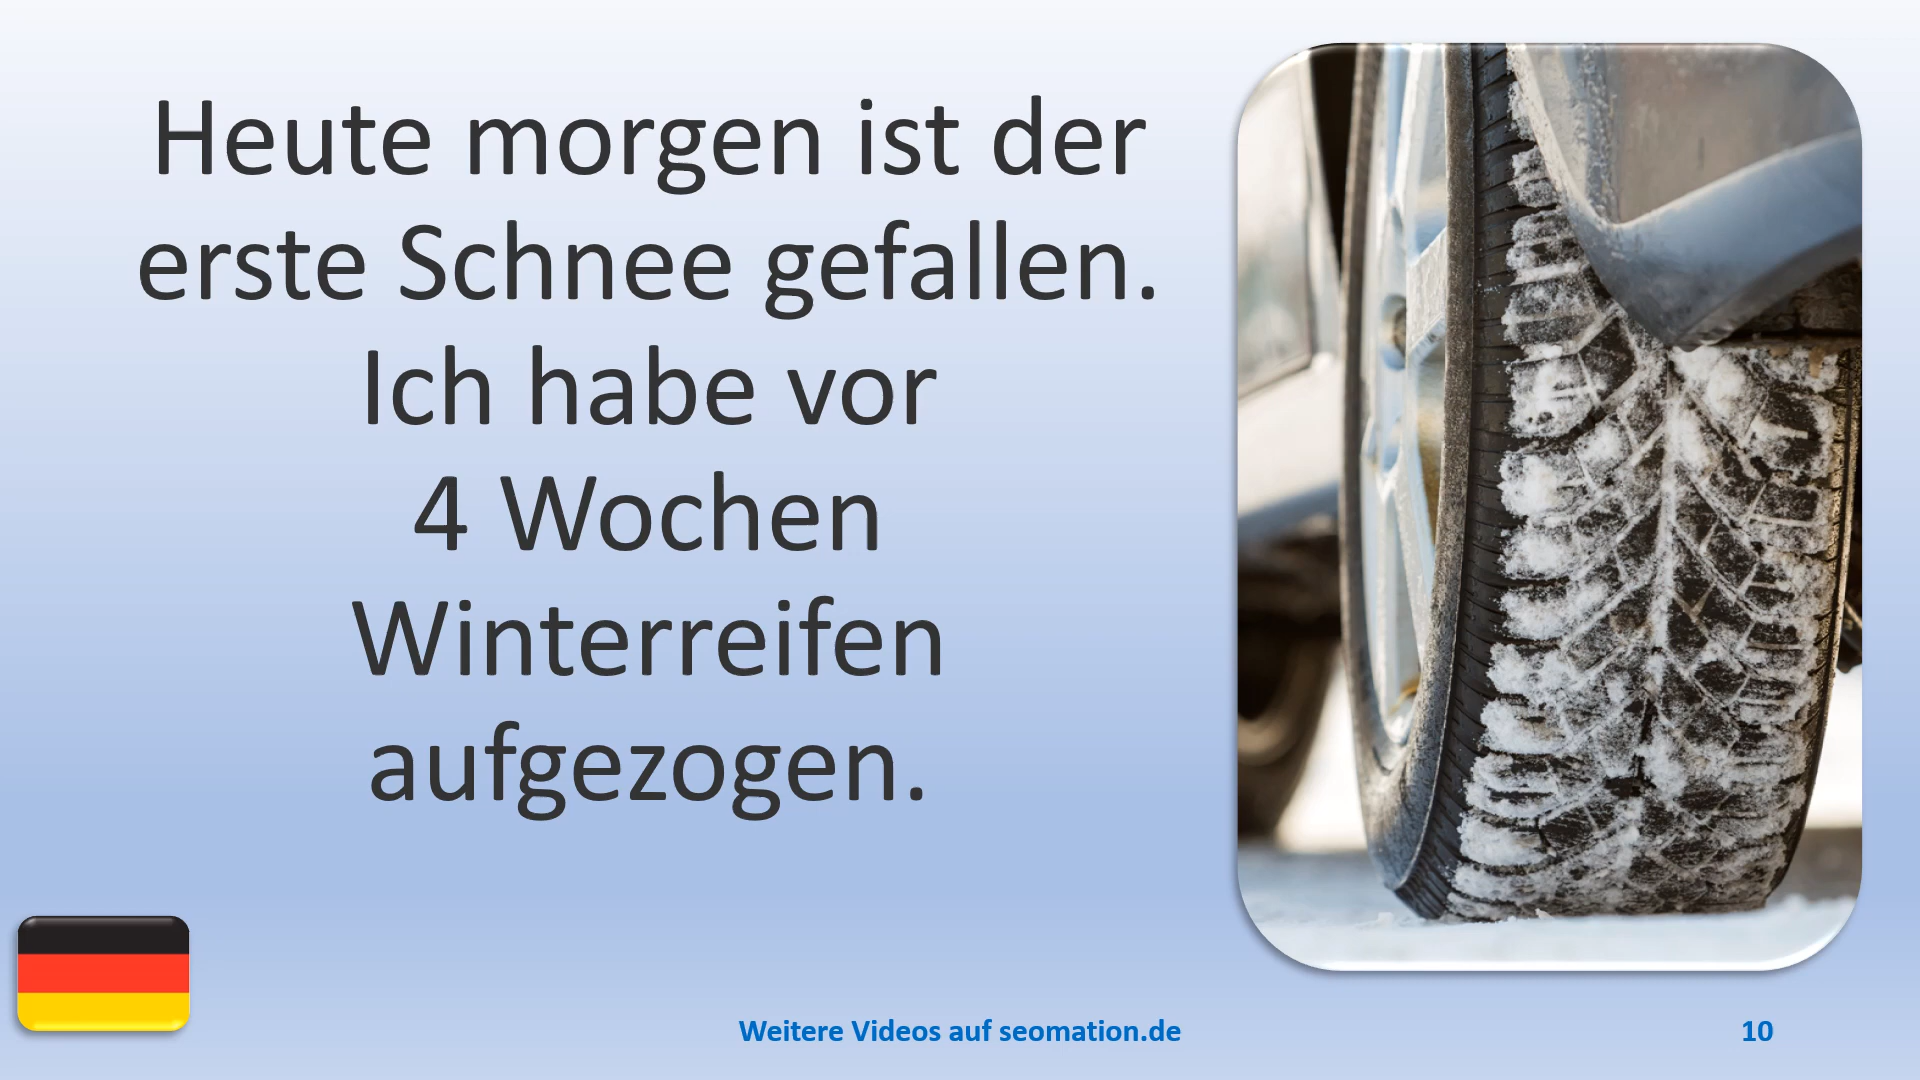 Heute morgen ist der
erste Schnee gefallen.
Ich habe vor
4 Wochen
Winterreifen
aufgezogen.
Weitere Videos auf seomation.de
10